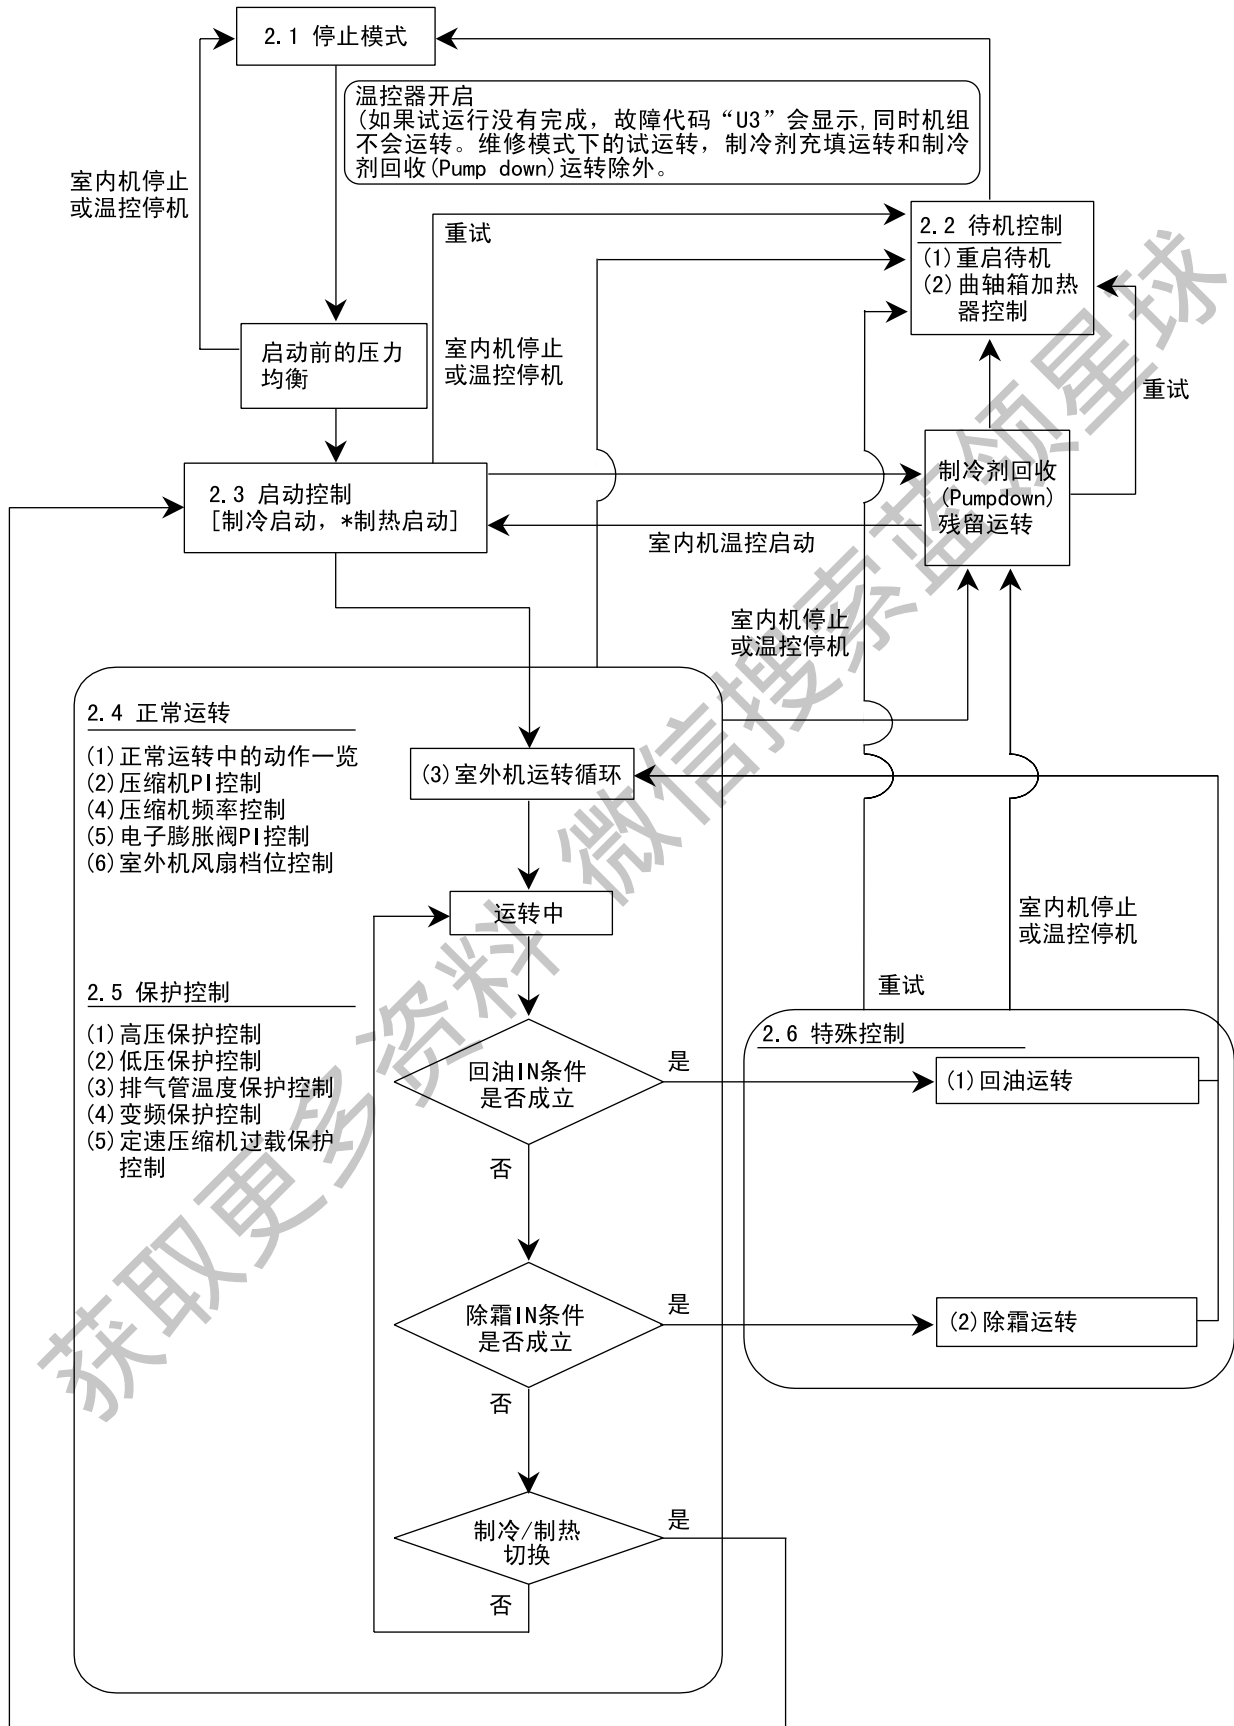 2.1 停止模式
温控器开启
(如果试运行没有完成，故障代码“U3”会显示,同时机组
不会运转。维修模式下的试运转，制冷剂充填运转和制冷
剂回收(Pump down)运转除外。
室内机停止
或温控停机
重试
2.2 待机控制
(1)重启待机
(2)曲轴箱加热
器控制
启动前的压力
均衡
室内机停止
或温控停机
重试
2.3 启动控制
[制冷启动，*制热启动]
制冷剂回收
(Pumpdown)
残留运转
室内机温控启动
室内机停止
或温控停机
2.4 正常运转
(1)正常运转中的动作一览
(2)压缩机PI控制
(4)压缩机频率控制
(5)电子膨胀阀PI控制
(6)室外机风扇档位控制
(3)室外机运转循环
运转中
室内机停止
或温控停机
重试
2.5 保护控制
(1)高压保护控制
(2)低压保护控制
(3)排气管温度保护控制
(4)变频保护控制
(5)定速压缩机过载保护
控制
回油IN条件
是否成立
是
否
2.6 特殊控制
(1)回油运转
除霜IN条件
是否成立
是
否
(2)除霜运转
制冷/制热
切换
是
否
获取更多资料 微信搜索蓝领星球